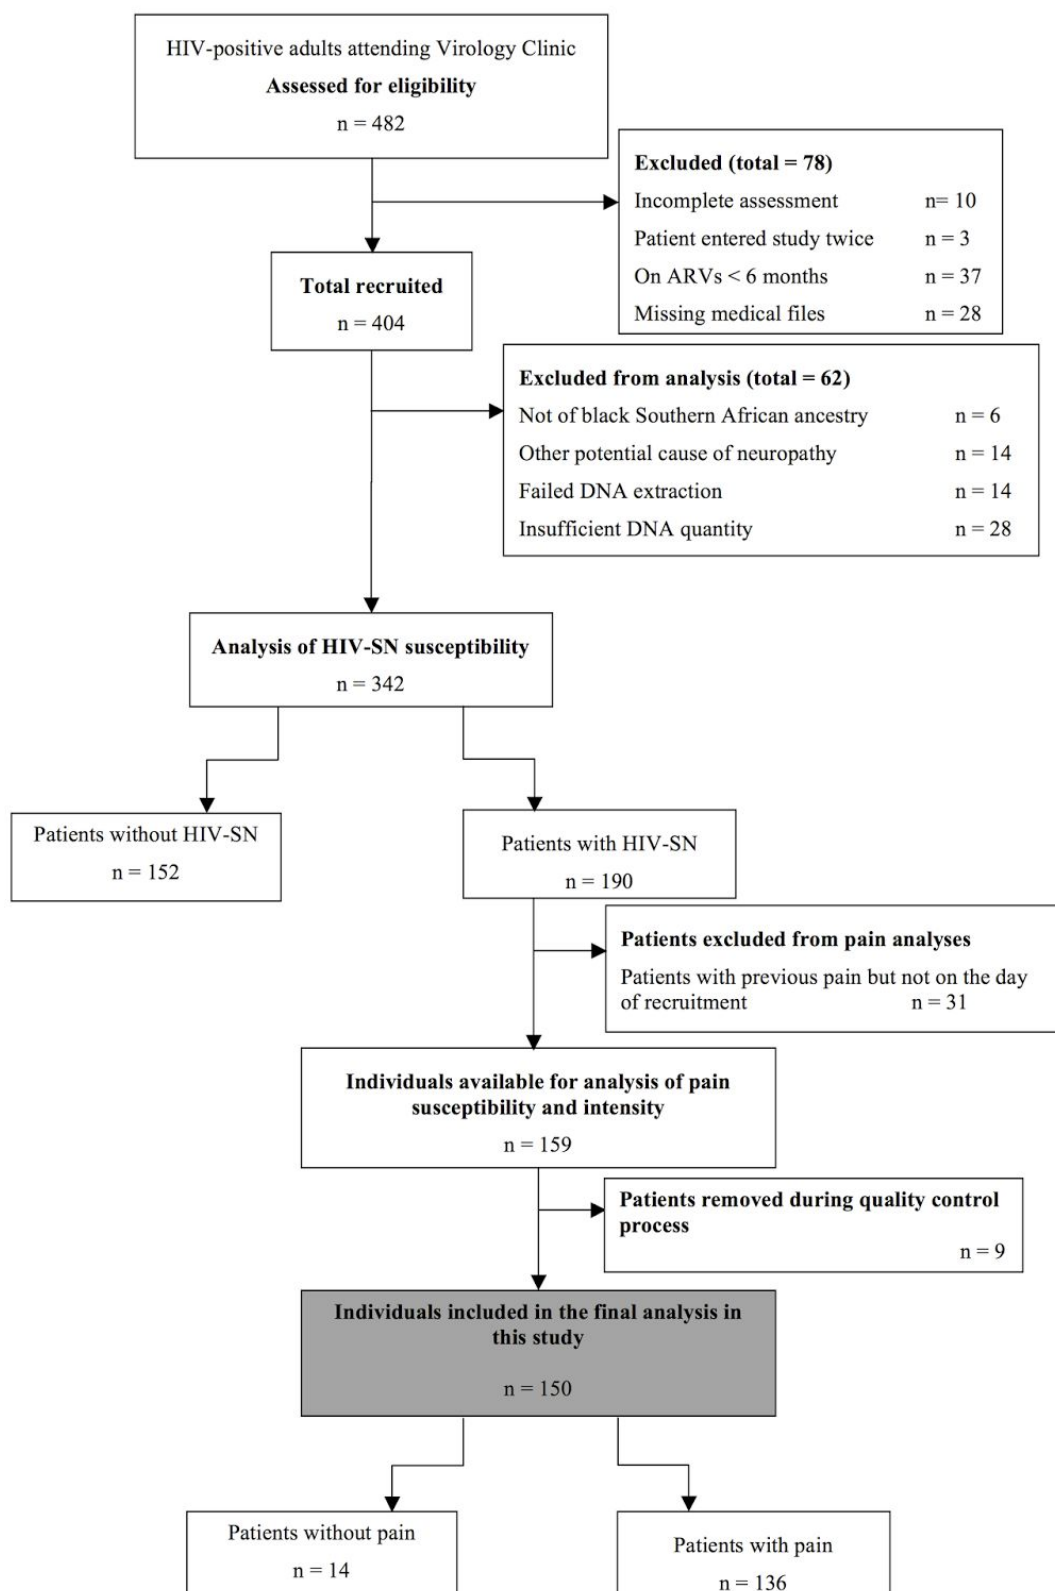 HIV-positive adults attending Virology Clinic
Assessed for eligibility
n = 482
Excluded (total = 78)
Incomplete assessment n= 10
Patient entered study twice n = 3
On ARVs < 6 months n = 37
Missing medical files n = 28
Total recruited
n = 404
Excluded from analysis (total = 62)
Not of black Southern African ancestry n = 6
Other potential cause of neuropathy n = 14
Failed DNA extraction n = 14
Insufficient DNA quantity n = 28
Analysis of HIV-SN susceptibility
n = 342
Patients without HIV-SN
n = 152
Patients with HIV-SN
n = 190
Patients excluded from pain analyses
Patients with previous pain but not on the day
of recruitment n = 31
Individuals available for analysis of pain
susceptibility and intensity
n = 159
Patients removed during quality control
process
n = 9
Individuals included in the final analysis in
this study
n = 150
Patients without pain
n = 14
Patients with pain
n = 136